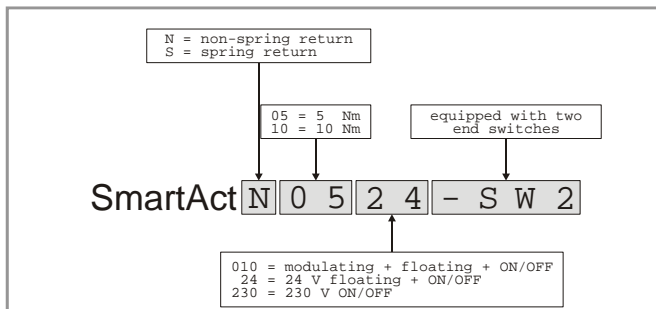 N = non-spring return
S = spring return
05 = 5 Nm
10 = 10 Nm
equipped with two
end switches
SmartAct N 0 5 2 4 - S W 2
010 = modulating + floating + ON/OFF
24 = 24 V floating + ON/OFF
230 = 230 V ON/OFF